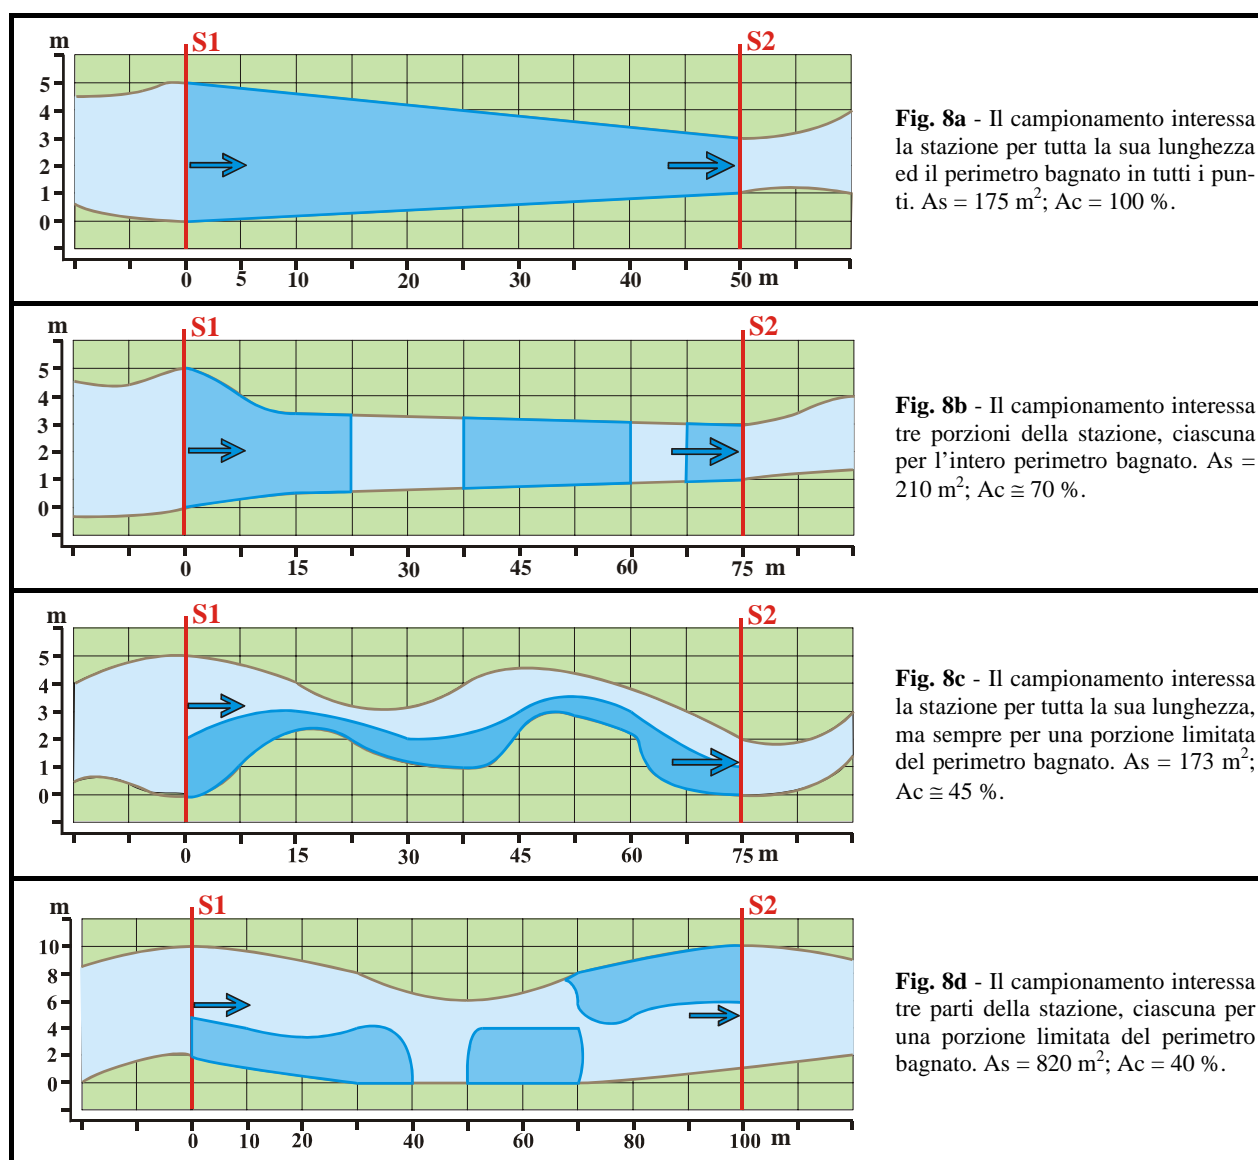 m
S1
S2
5
4
3
2
1
0
0 5 10 20 30 40 50 m
Fig. 8a - Il campionamento interessa
la stazione per tutta la sua lunghezza
ed il perimetro bagnato in tutti i pun-
ti. As = 175 m²; Ac = 100 %.
m
S1
S2
5
4
3
2
1
0
0 15 30 45 60 75 m
Fig. 8b - Il campionamento interessa
tre porzioni della stazione, ciascuna
per l’intero perimetro bagnato. As =
210 m²; Ac ≅ 70 %.
m
S1
S2
5
4
3
2
1
0
0 15 30 45 60 75 m
Fig. 8c - Il campionamento interessa
la stazione per tutta la sua lunghezza,
ma sempre per una porzione limitata
del perimetro bagnato. As = 173 m²;
Ac ≅ 45 %.
m
S1
S2
10
8
6
4
2
0
0 10 20 40 60 80 100 m
Fig. 8d - Il campionamento interessa
tre parti della stazione, ciascuna per
una porzione limitata del perimetro
bagnato. As = 820 m²; Ac = 40 %.